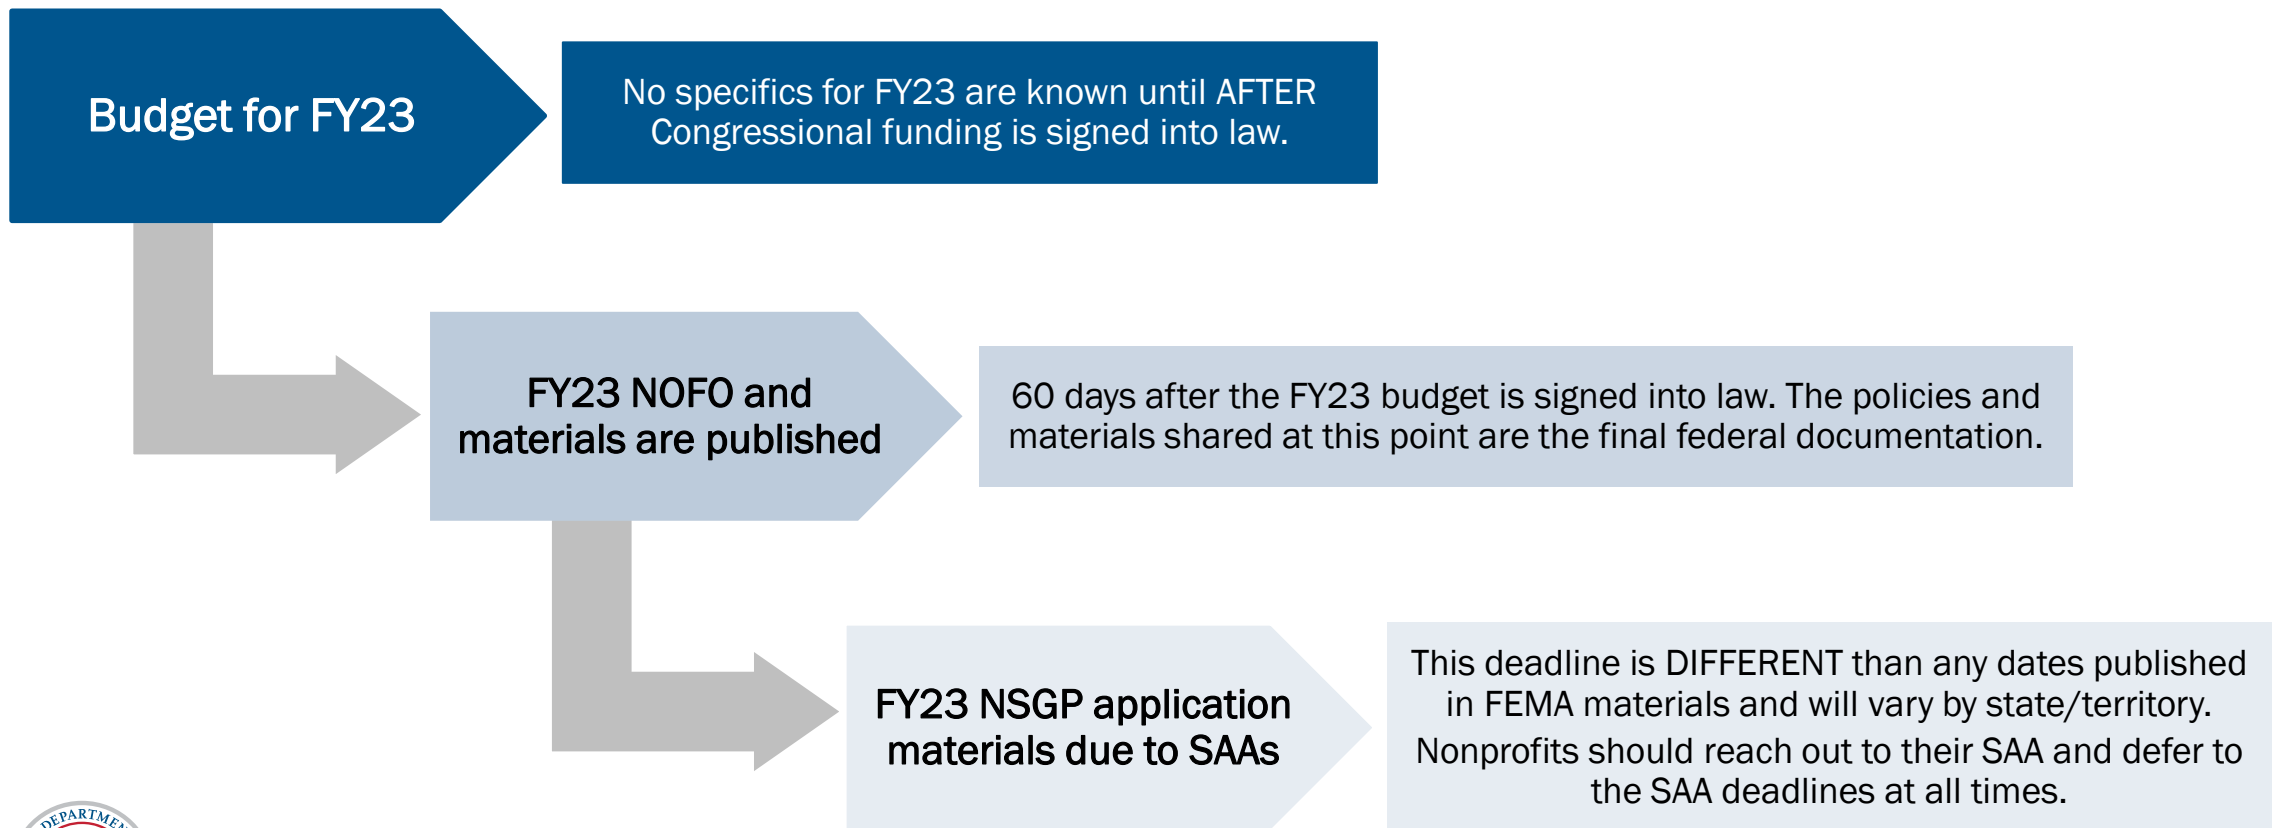 Budget for FY23
No specifics for FY23 are known until AFTER
Congressional funding is signed into law.
FY23 NOFO and
materials are published
60 days after the FY23 budget is signed into law. The policies and
materials shared at this point are the final federal documentation.
FY23 NSGP application
materials due to SAAs
This deadline is DIFFERENT than any dates published
in FEMA materials and will vary by state/territory.
Nonprofits should reach out to their SAA and defer to
the SAA deadlines at all times.